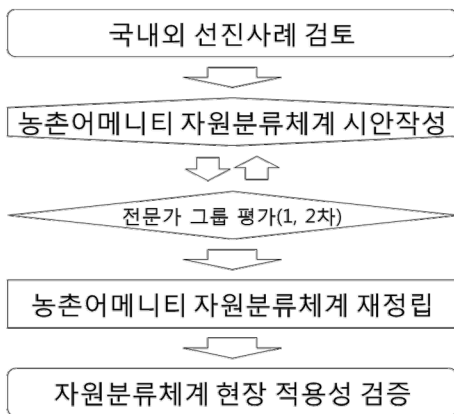 국내외 선진사례 검토
농촌어메니티 자원분류체계 시안작성
전문가 그룹 평가(1, 2차)
농촌어메니티 자원분류체계 재정립
자원분류체계 현장 적용성 검증